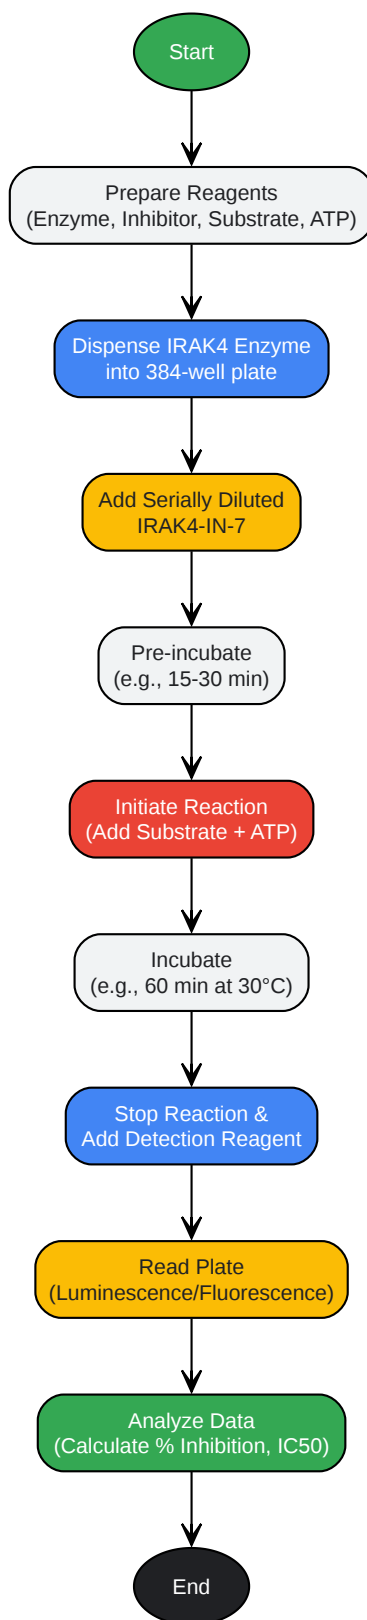 Start
Prepare Reagents
(Enzyme, Inhibitor, Substrate, ATP)
Dispense IRAK4 Enzyme
into 384-well plate
Add Serially Diluted
IRAK4-IN-7
Pre-incubate
(e.g., 15-30 min)
Initiate Reaction
(Add Substrate + ATP)
Incubate
(e.g., 60 min at 30°C)
Stop Reaction &
Add Detection Reagent
Read Plate
(Luminescence/Fluorescence)
Analyze Data
(Calculate % Inhibition, IC50)
End